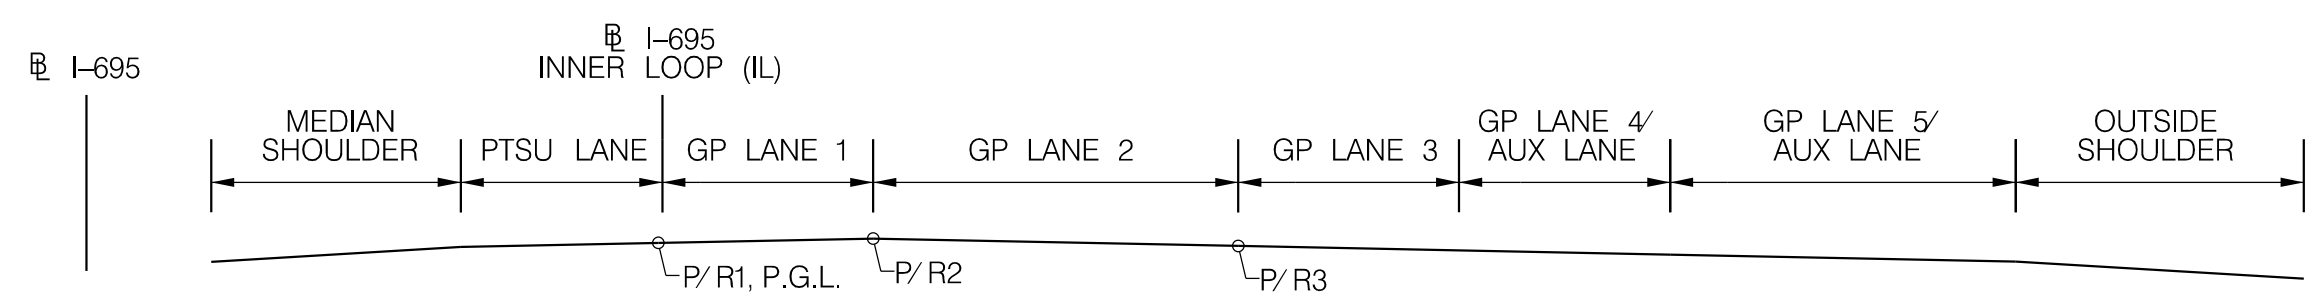 ℄ I-695
℄ I-695
INNER LOOP (IL)
MEDIAN
SHOULDER
PTSU LANE
GP LANE 1
GP LANE 2
GP LANE 3
GP LANE 4/
AUX LANE
GP LANE 5/
AUX LANE
OUTSIDE
SHOULDER
P/R1, P.G.L.
P/R2
P/R3